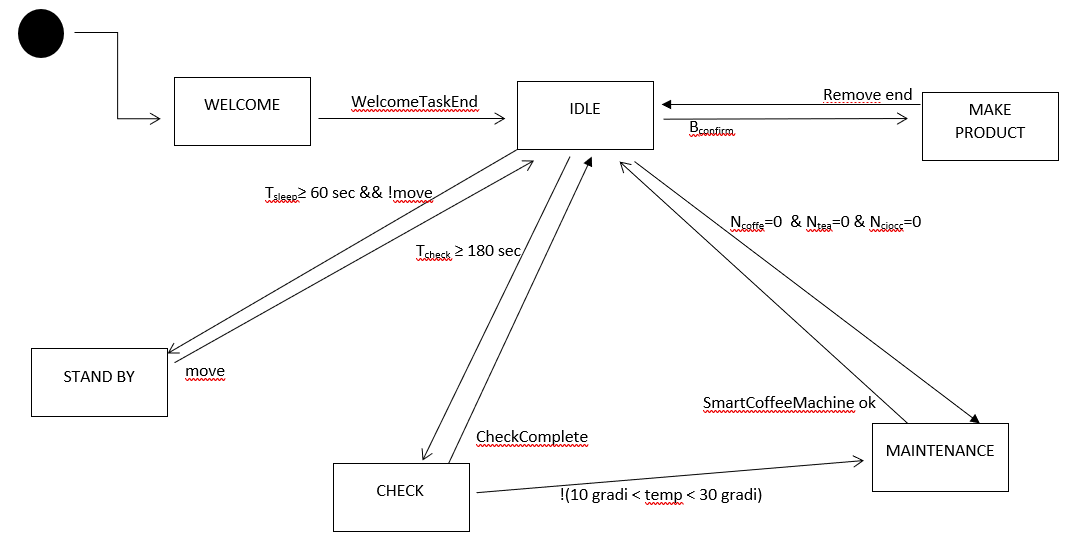 WELCOME
WelcomeTaskEnd
IDLE
Remove end
Bconfirm
MAKE
PRODUCT
Tsleep≥ 60 sec && !move
Ncoffe=0 & Ntea=0 & Nciocc=0
Tcheck ≥ 180 sec
STAND BY
move
SmartCoffeeMachine ok
CheckComplete
MAINTENANCE
CHECK
!(10 gradi < temp < 30 gradi)